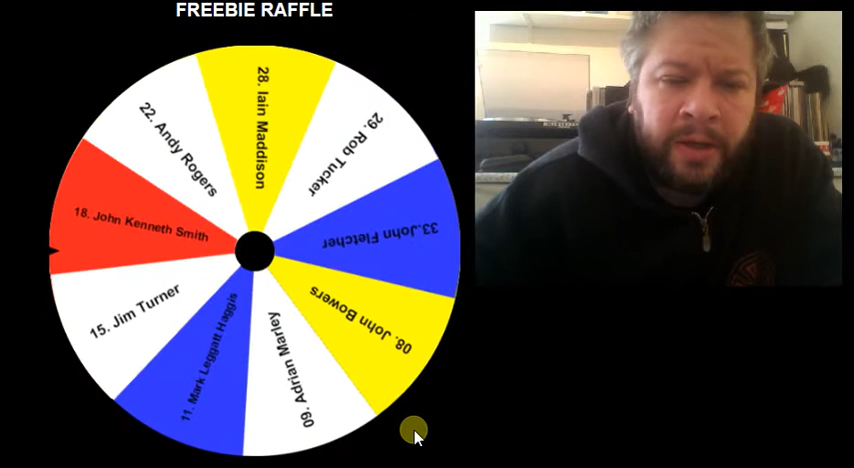 FREEBIE RAFFLE
28. Iain Maddison
29. Rob Tucker
33.John Fletcher
08. John Bowers
09. Adrian Marley
11. Mark Leggatt Haggis
15. Jim Turner
18. John Kenneth Smith
22. Andy Rogers